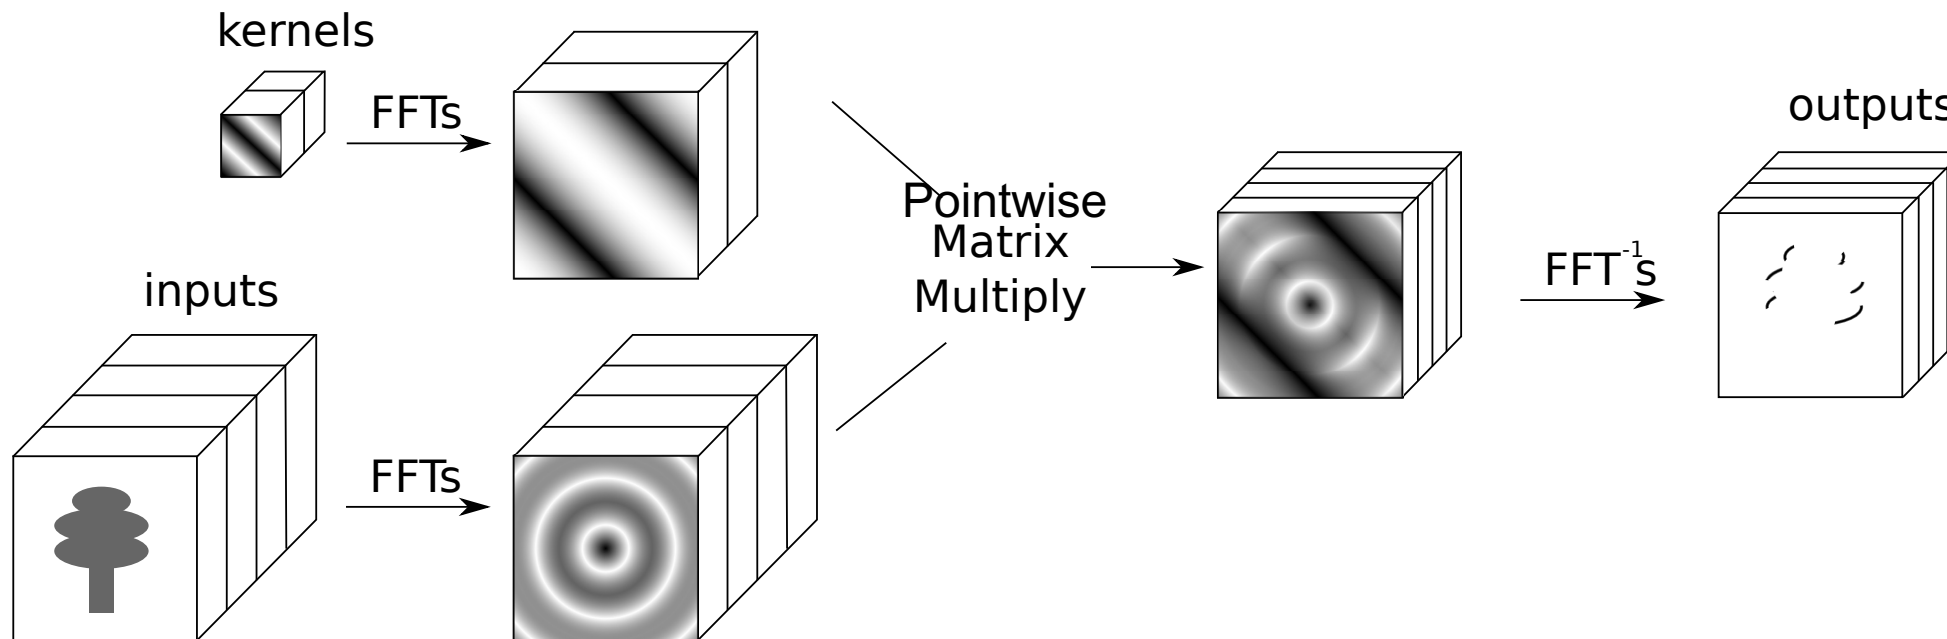 kernels
FFTs
inputs
FFTs
Pointwise
Matrix
Multiply
FFT⁻¹s
outputs